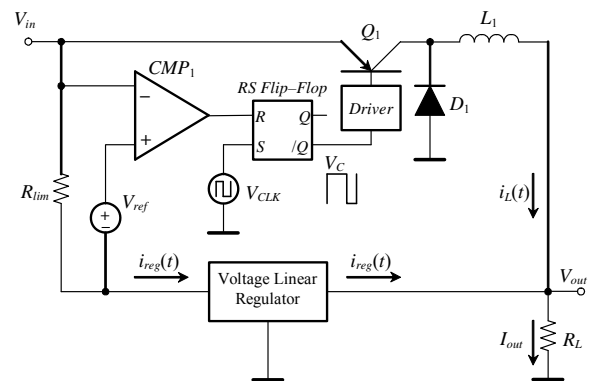 V_in
Q_1
L_1
CMP_1
RS Flip–Flop
−
+
R
Q
S
/Q
Driver
D_1
V_C
V_CLK
R_lim
+
−
V_ref
i_L(t)
i_reg(t)
Voltage Linear
Regulator
i_reg(t)
V_out
I_out
R_L